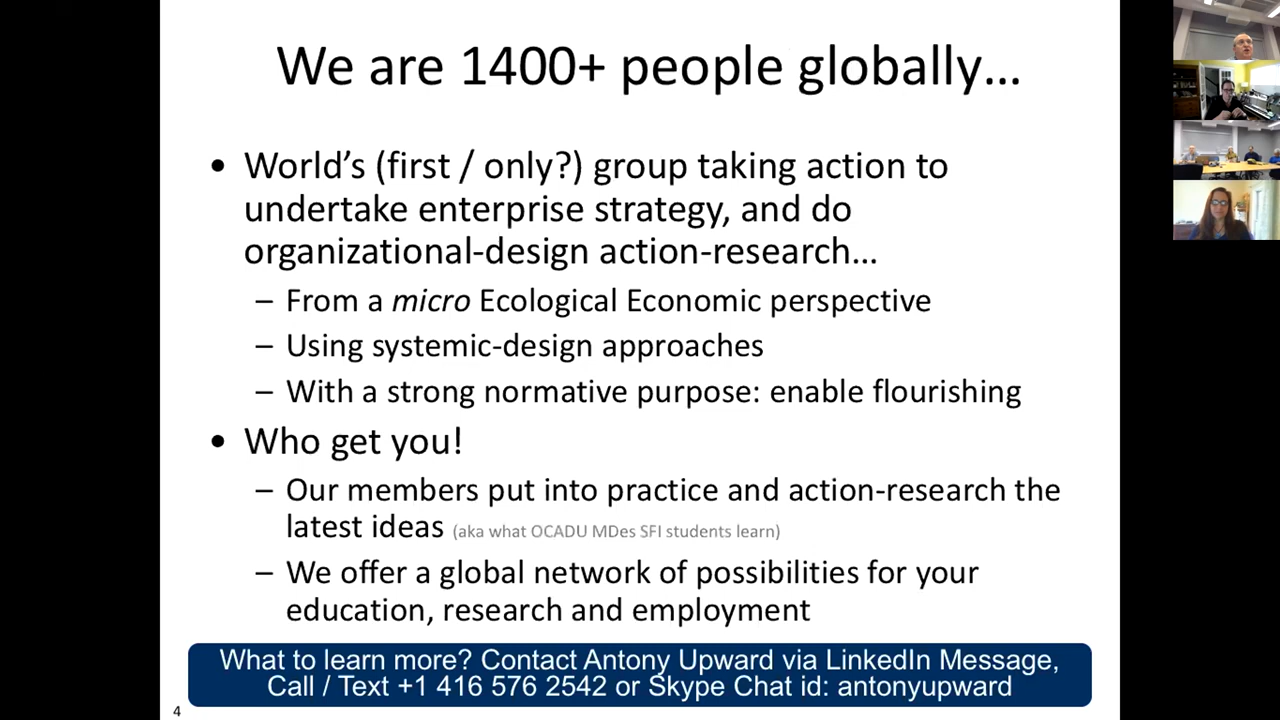 We are 1400+ people globally…
• World’s (first / only?) group taking action to
undertake enterprise strategy, and do
organizational-design action-research…
– From a micro Ecological Economic perspective
– Using systemic-design approaches
– With a strong normative purpose: enable flourishing
• Who get you!
– Our members put into practice and action-research the
latest ideas (aka what OCADU MDes SFI students learn)
– We offer a global network of possibilities for your
education, research and employment
What to learn more? Contact Antony Upward via LinkedIn Message,
Call / Text +1 416 576 2542 or Skype Chat id: antonyupward
4